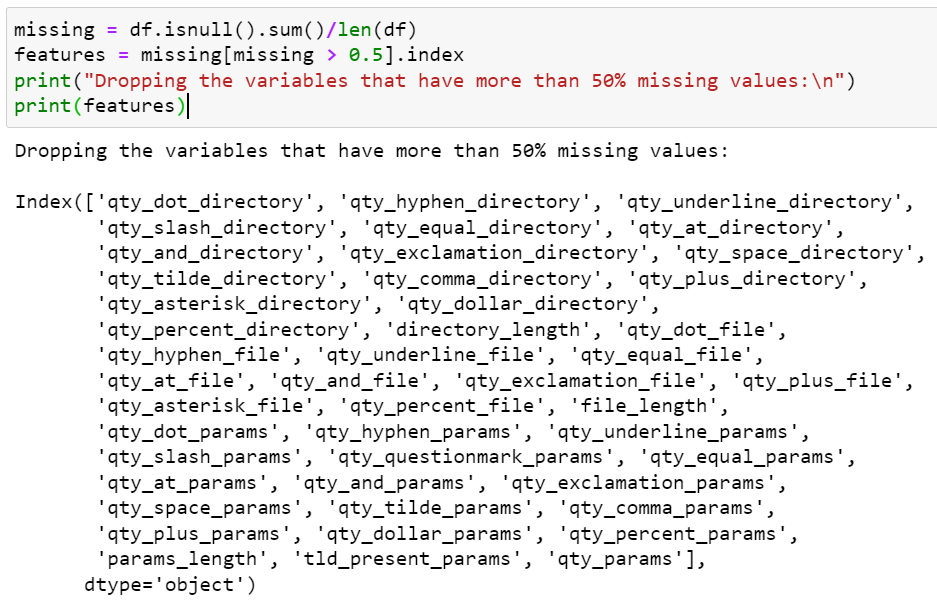 missing = df.isnull().sum()/len(df)
features = missing[missing > 0.5].index
print("Dropping the variables that have more than 50% missing values:\n")
print(features)
Dropping the variables that have more than 50% missing values:
Index(['qty_dot_directory', 'qty_hyphen_directory', 'qty_underline_directory',
'qty_slash_directory', 'qty_equal_directory', 'qty_at_directory',
'qty_and_directory', 'qty_exclamation_directory', 'qty_space_directory',
'qty_tilde_directory', 'qty_comma_directory', 'qty_plus_directory',
'qty_asterisk_directory', 'qty_dollar_directory',
'qty_percent_directory', 'directory_length', 'qty_dot_file',
'qty_hyphen_file', 'qty_underline_file', 'qty_equal_file',
'qty_at_file', 'qty_and_file', 'qty_exclamation_file', 'qty_plus_file',
'qty_asterisk_file', 'qty_percent_file', 'file_length',
'qty_dot_params', 'qty_hyphen_params', 'qty_underline_params',
'qty_slash_params', 'qty_questionmark_params', 'qty_equal_params',
'qty_at_params', 'qty_and_params', 'qty_exclamation_params',
'qty_space_params', 'qty_tilde_params', 'qty_comma_params',
'qty_plus_params', 'qty_dollar_params', 'qty_percent_params',
'params_length', 'tld_present_params', 'qty_params'],
dtype='object')